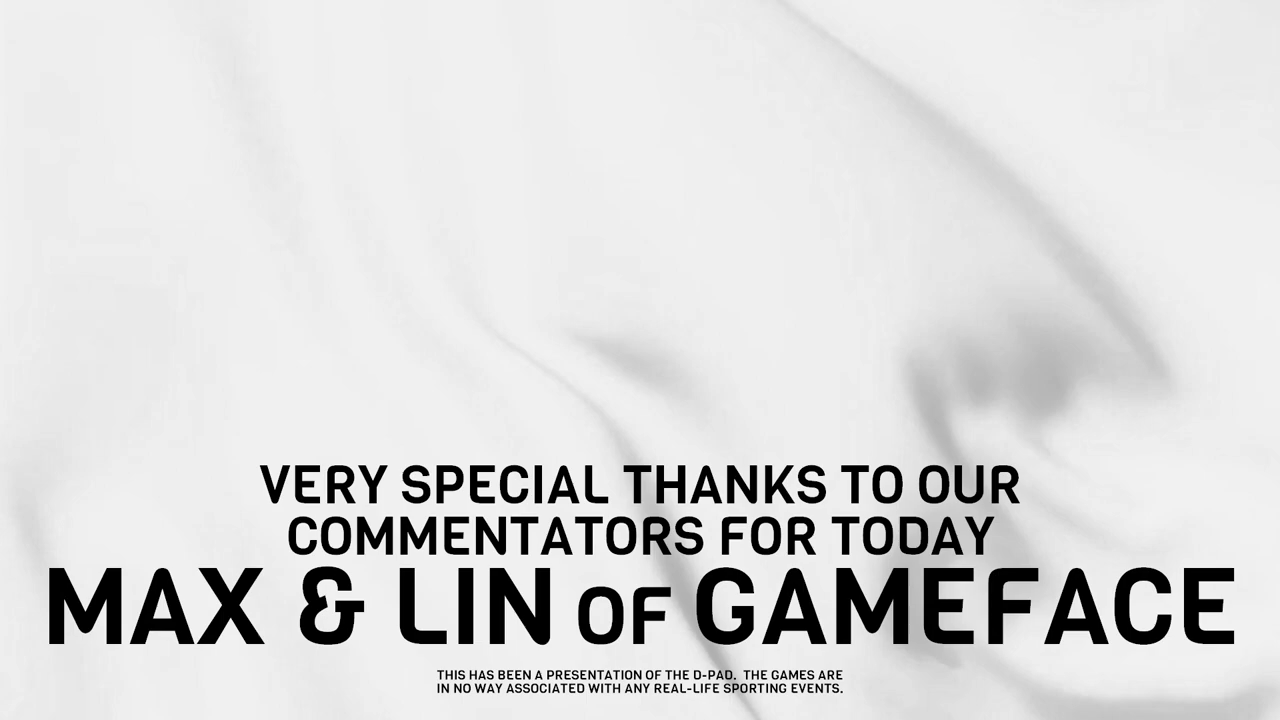 VERY SPECIAL THANKS TO OUR
COMMENTATORS FOR TODAY
MAX & LIN OF GAMEFACE
THIS HAS BEEN A PRESENTATION OF THE D-PAD. THE GAMES ARE
IN NO WAY ASSOCIATED WITH ANY REAL-LIFE SPORTING EVENTS.